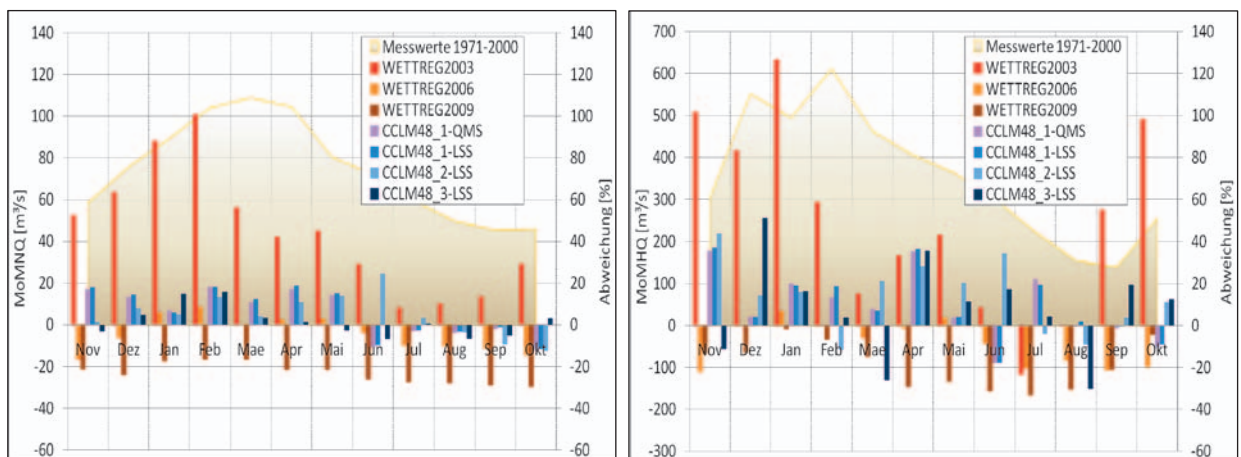 140
120
100
80
60
40
20
0
-20
-40
-60
MoMNQ [m³/s]
Messwerte 1971-2000
WETTREG2003
WETTREG2006
WETTREG2009
CCLM48_1-QMS
CCLM48_1-LSS
CCLM48_2-LSS
CCLM48_3-LSS
Nov Dez Jan Feb Mae Apr Mai Jun Jul Aug Sep Okt
140
120
100
80
60
40
20
0
-20
-40
-60
Abweichung [%]
700
600
500
400
300
200
100
0
-100
-200
-300
MoMHQ [m³/s]
Messwerte 1971-2000
WETTREG2003
WETTREG2006
WETTREG2009
CCLM48_1-QMS
CCLM48_1-LSS
CCLM48_2-LSS
CCLM48_3-LSS
Nov Dez Jan Feb Mae Apr Mai Jun Jul Aug Sep Okt
140
120
100
80
60
40
20
0
-20
-40
-60
Abweichung [%]